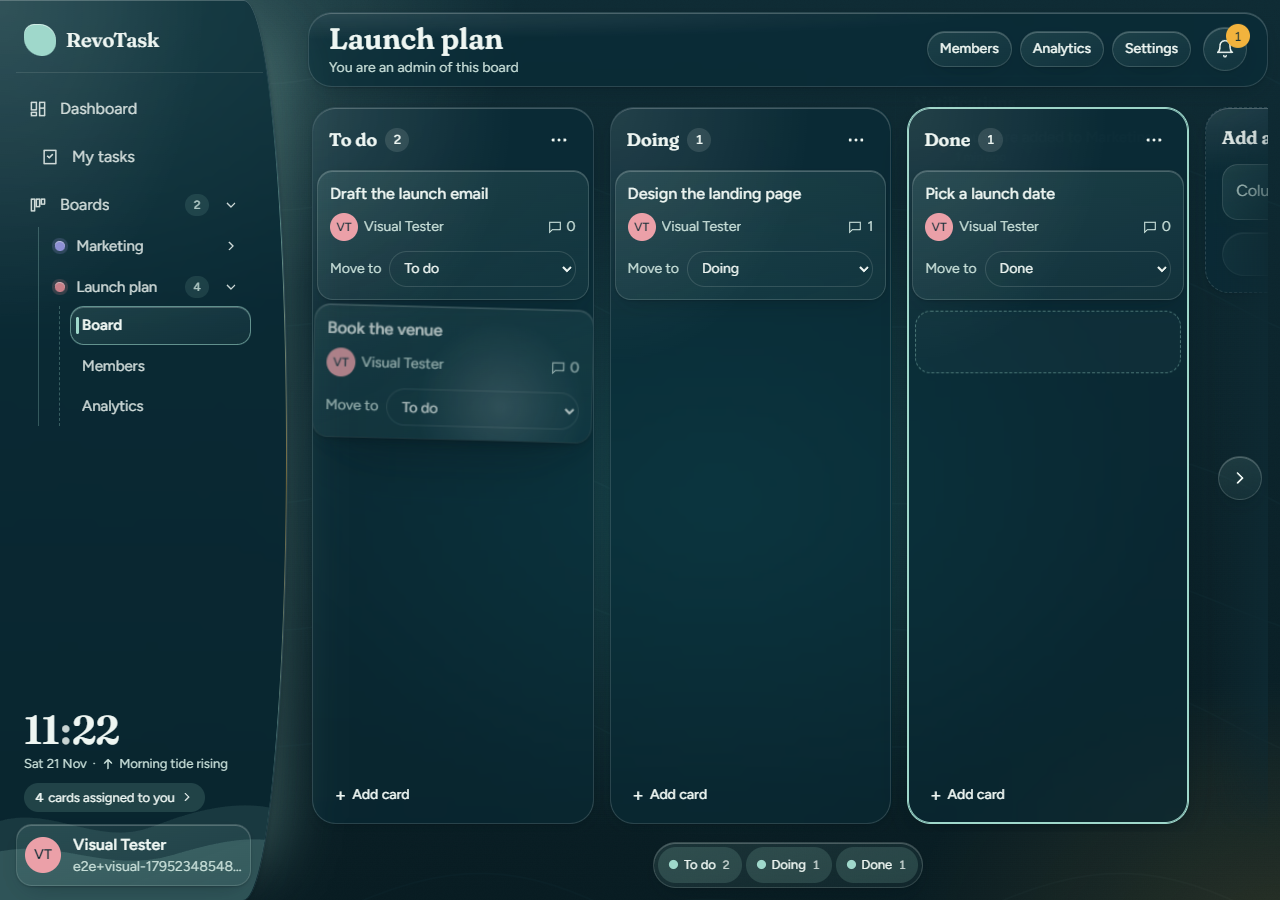 RevoTask
Dashboard
My tasks
Boards 2
Marketing
Launch plan 4
Board
Members
Analytics
11:22
Sat 21 Nov · ↑ Morning tide rising
4 cards assigned to you
VT Visual Tester
e2e+visual-17952348548...
Launch plan
You are an admin of this board
Members Analytics Settings 1
To do 2
Draft the launch email
VT Visual Tester 0
Move to To do
Book the venue
VT Visual Tester 0
Move to To do
+ Add card
Doing 1
Design the landing page
VT Visual Tester 1
Move to Doing
+ Add card
Done 1
Pick a launch date
VT Visual Tester 0
Move to Done
+ Add card
Add a
Colu
To do 2 Doing 1 Done 1